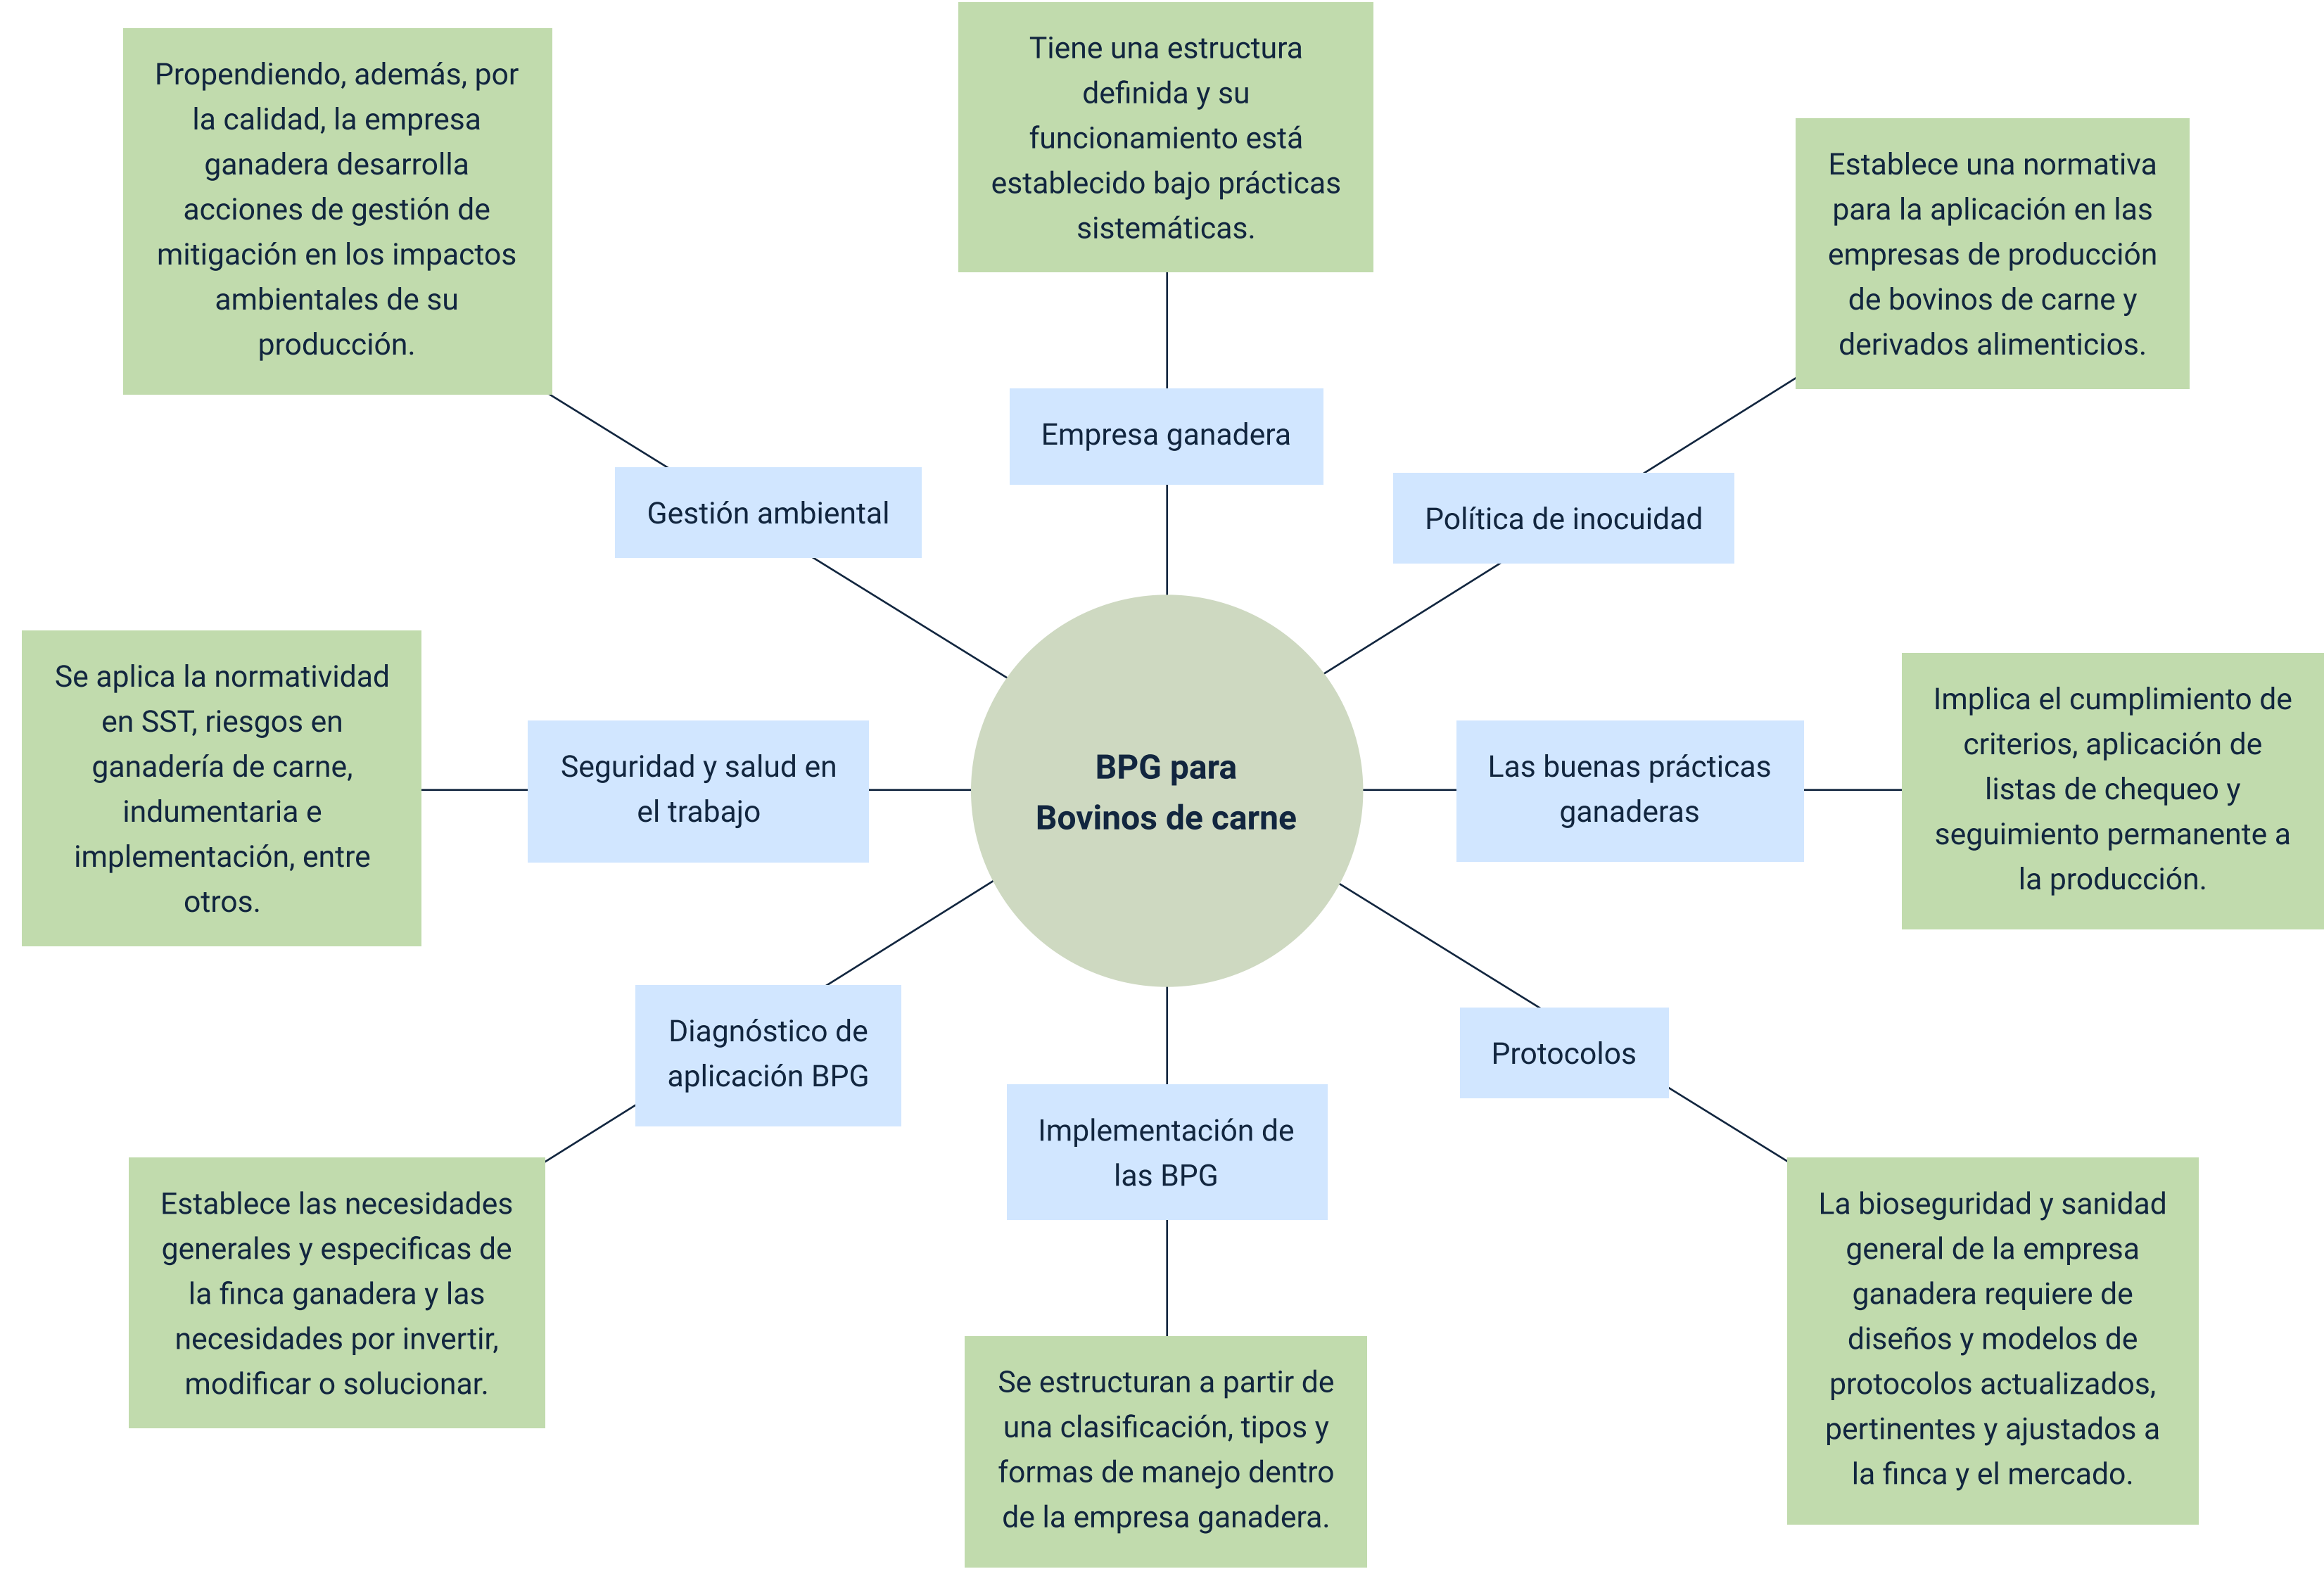 Propendiendo, además, por
la calidad, la empresa
ganadera desarrolla
acciones de gestión de
mitigación en los impactos
ambientales de su
producción.
Tiene una estructura
definida y su
funcionamiento está
establecido bajo prácticas
sistemáticas.
Establece una normativa
para la aplicación en las
empresas de producción
de bovinos de carne y
derivados alimenticios.
Gestión ambiental
Empresa ganadera
Política de inocuidad
Se aplica la normatividad
en SST, riesgos en
ganadería de carne,
indumentaria e
implementación, entre
otros.
Seguridad y salud en
el trabajo
BPG para
Bovinos de carne
Las buenas prácticas
ganaderas
Implica el cumplimiento de
criterios, aplicación de
listas de chequeo y
seguimiento permanente a
la producción.
Diagnóstico de
aplicación BPG
Implementación de
las BPG
Protocolos
Establece las necesidades
generales y especificas de
la finca ganadera y las
necesidades por invertir,
modificar o solucionar.
Se estructuran a partir de
una clasificación, tipos y
formas de manejo dentro
de la empresa ganadera.
La bioseguridad y sanidad
general de la empresa
ganadera requiere de
diseños y modelos de
protocolos actualizados,
pertinentes y ajustados a
la finca y el mercado.